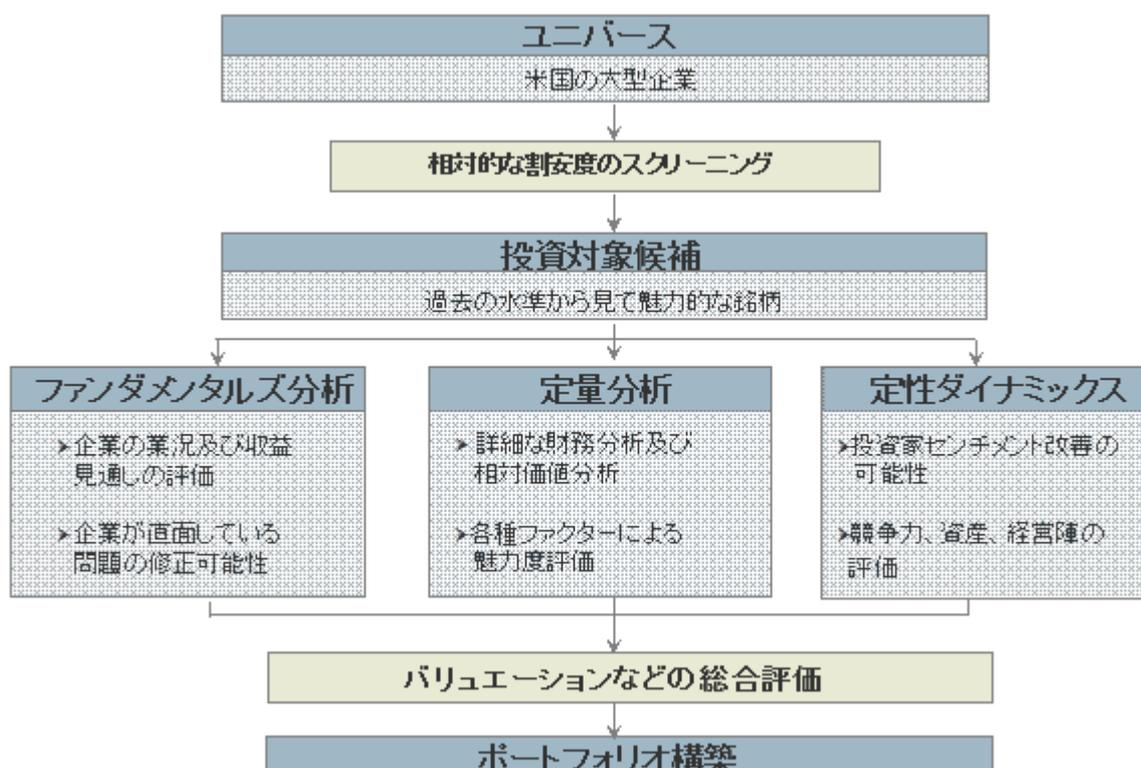 ユニバース
米国の大型企業
相対的な割安度のスクリーニング
投資対象候補
過去の水準から見て魅力的な銘柄
ファンダメンタルズ分析
➤企業の業況及び収益
見通しの評価
➤企業が直面している
問題の修正可能性
定量分析
➤詳細な財務分析及び
相対価値分析
➤各種ファクターによる
魅力度評価
定性ダイナミックス
➤投資家センチメント改善の
可能性
➤競争力、資産、経営陣の
評価
バリュエーションなどの総合評価
ポートフォリオ構築